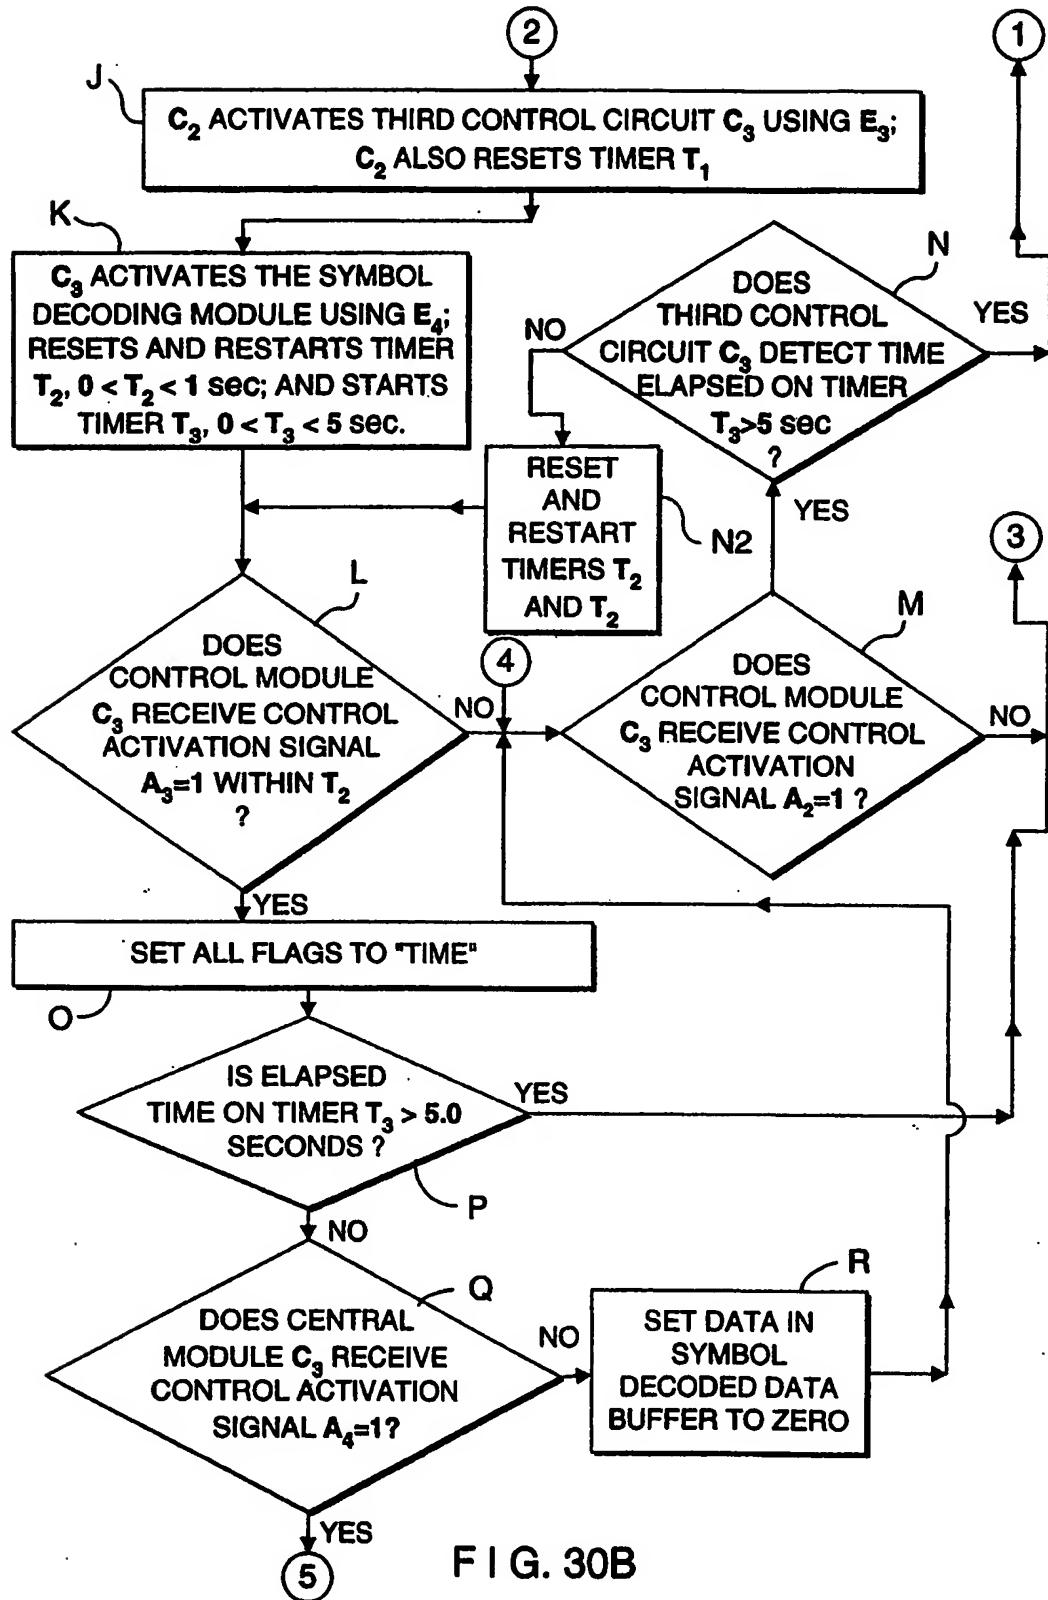 2
1
J
C₂ ACTIVATES THIRD CONTROL CIRCUIT C₃ USING E₃;
C₂ ALSO RESETS TIMER T₁
K
C₃ ACTIVATES THE SYMBOL
DECODING MODULE USING E₄;
RESETS AND RESTARTS TIMER
T₂, 0 < T₂ < 1 sec; AND STARTS
TIMER T₃, 0 < T₃ < 5 sec.
N
DOES
THIRD CONTROL
CIRCUIT C₃ DETECT TIME
ELAPSED ON TIMER
T₃>5 sec
?
NO
YES
RESET
AND
RESTART
TIMERS T₂
AND T₂
N2
YES
3
L
DOES
CONTROL MODULE
C₃ RECEIVE CONTROL
ACTIVATION SIGNAL
A₃=1 WITHIN T₂
?
NO
4
M
DOES
CONTROL MODULE
C₃ RECEIVE CONTROL
ACTIVATION
SIGNAL A₂=1 ?
NO
YES
SET ALL FLAGS TO "TIME"
O
IS ELAPSED
TIME ON TIMER T₃ > 5.0
SECONDS ?
YES
P
NO
Q
DOES CENTRAL
MODULE C₃ RECEIVE
CONTROL ACTIVATION
SIGNAL A₄=1?
NO
R
SET DATA IN
SYMBOL
DECODED DATA
BUFFER TO ZERO
YES
5
FIG. 30B